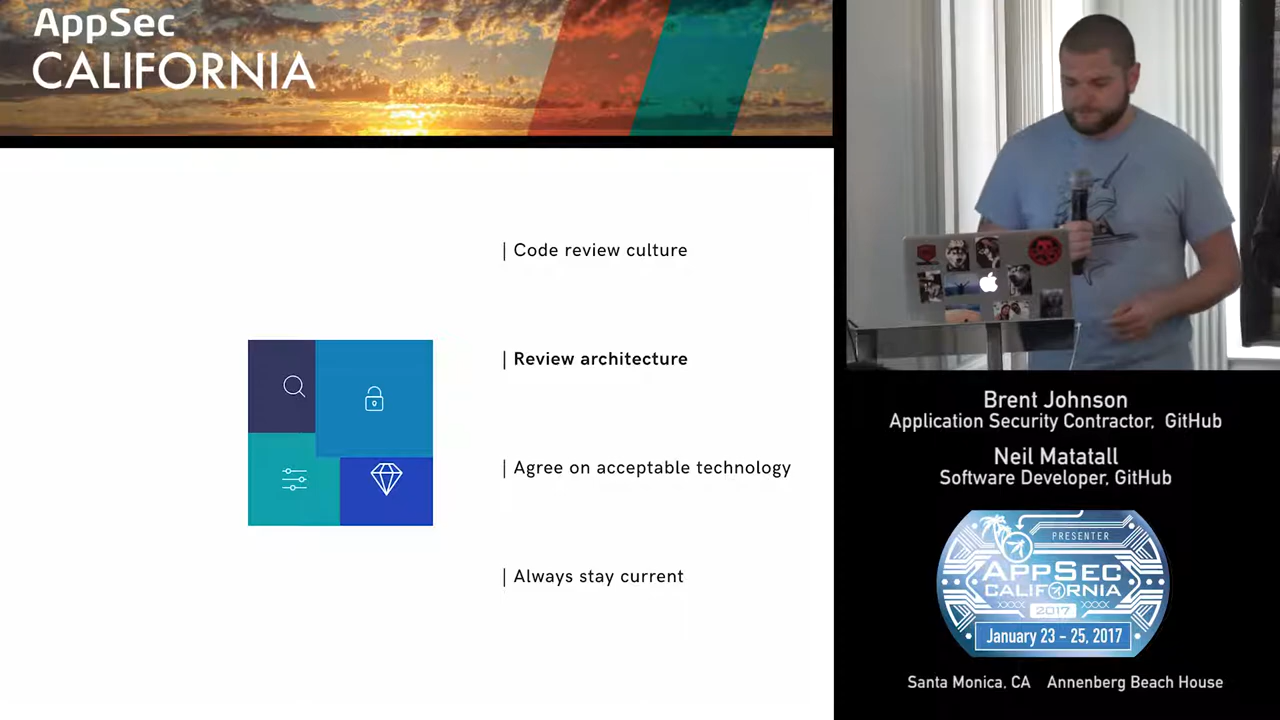 AppSec
CALIFORNIA
| Code review culture
| Review architecture
| Agree on acceptable technology
| Always stay current
Brent Johnson
Application Security Contractor, GitHub
Neil Matatall
Software Developer, GitHub
PRESENTER
APPSEC
CALIFORNIA
XXXX 2017 XXXX
January 23 - 25, 2017
Santa Monica, CA Annenberg Beach House